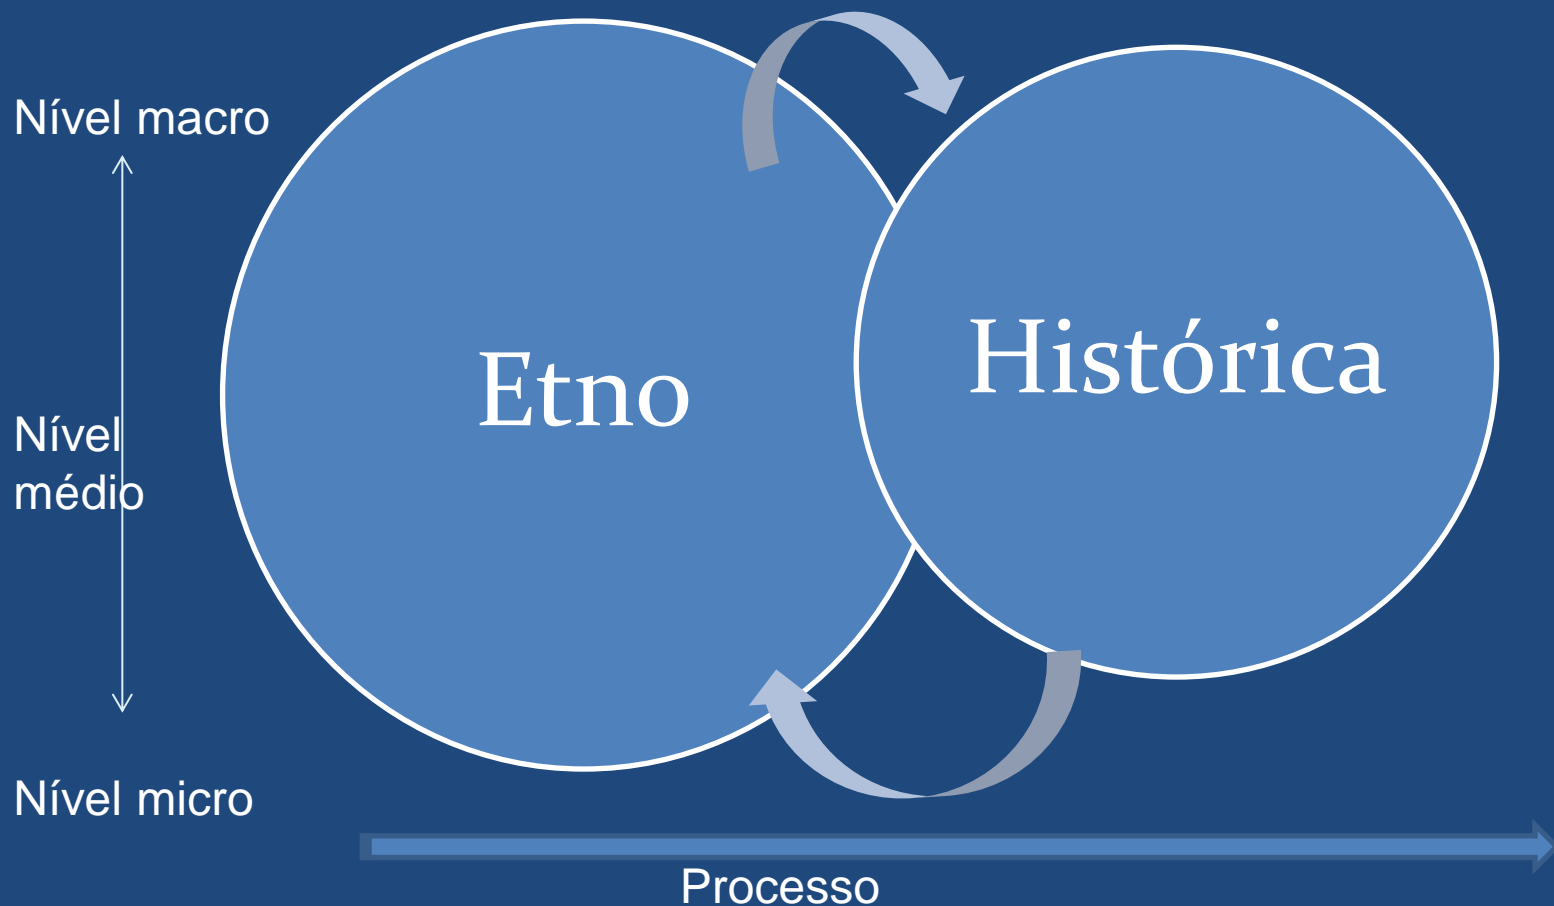 Nível macro
Histórica
Etno
Nível
médio
Nível micro
Processo